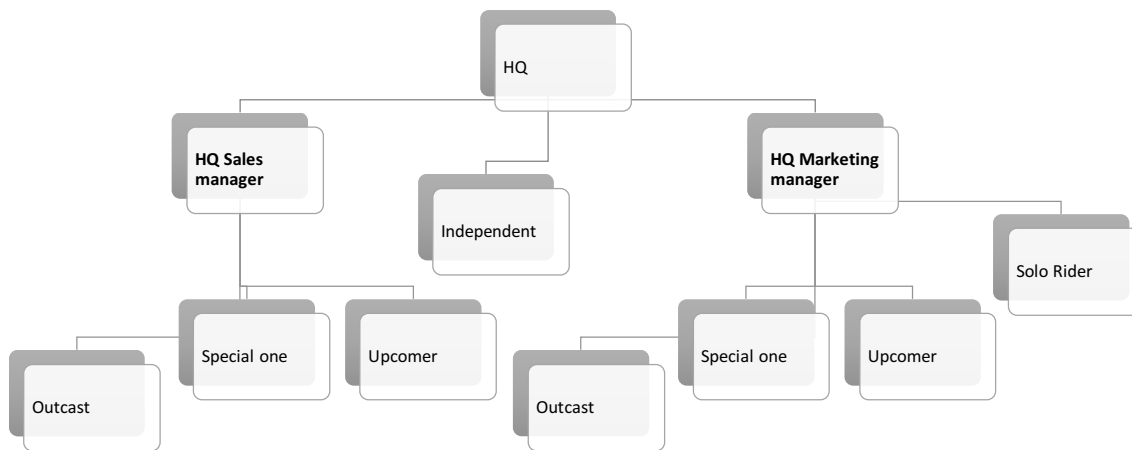 HQ
HQ Sales
manager
HQ Marketing
manager
Independent
Solo Rider
Special one
Upcomer
Special one
Upcomer
Outcast
Outcast